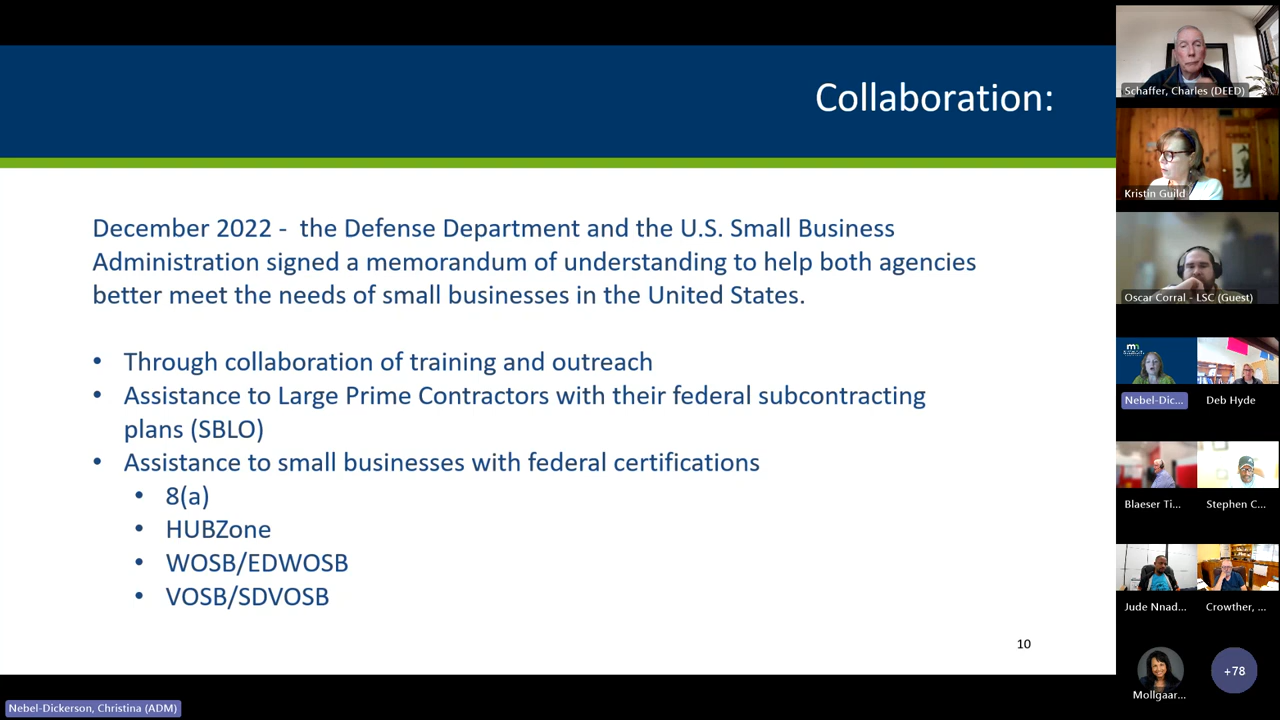 Collaboration:
December 2022 -  the Defense Department and the U.S. Small Business
Administration signed a memorandum of understanding to help both agencies
better meet the needs of small businesses in the United States.
• Through collaboration of training and outreach
• Assistance to Large Prime Contractors with their federal subcontracting
plans (SBLO)
• Assistance to small businesses with federal certifications
• 8(a)
• HUBZone
• WOSB/EDWOSB
• VOSB/SDVOSB
10
Nebel-Dickerson, Christina (ADM)
Schaffer, Charles (DEED)
Kristin Guild
Oscar Corral - LSC (Guest)
Nebel-Dic...
Deb Hyde
Blaeser Ti...
Stephen C...
Jude Nnad...
Crowther, ...
Mollgaar...
+78